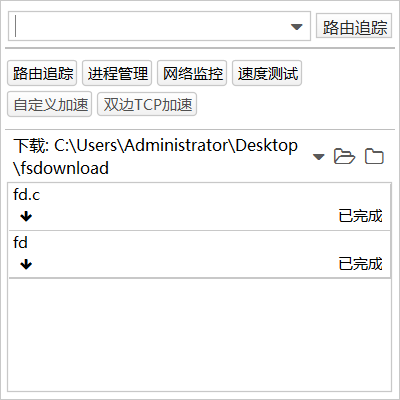 路由追踪
路由追踪 进程管理 网络监控 速度测试
自定义加速 双边TCP加速
下载: C:\Users\Administrator\Desktop
\fsdownload
fd.c
已完成
fd
已完成